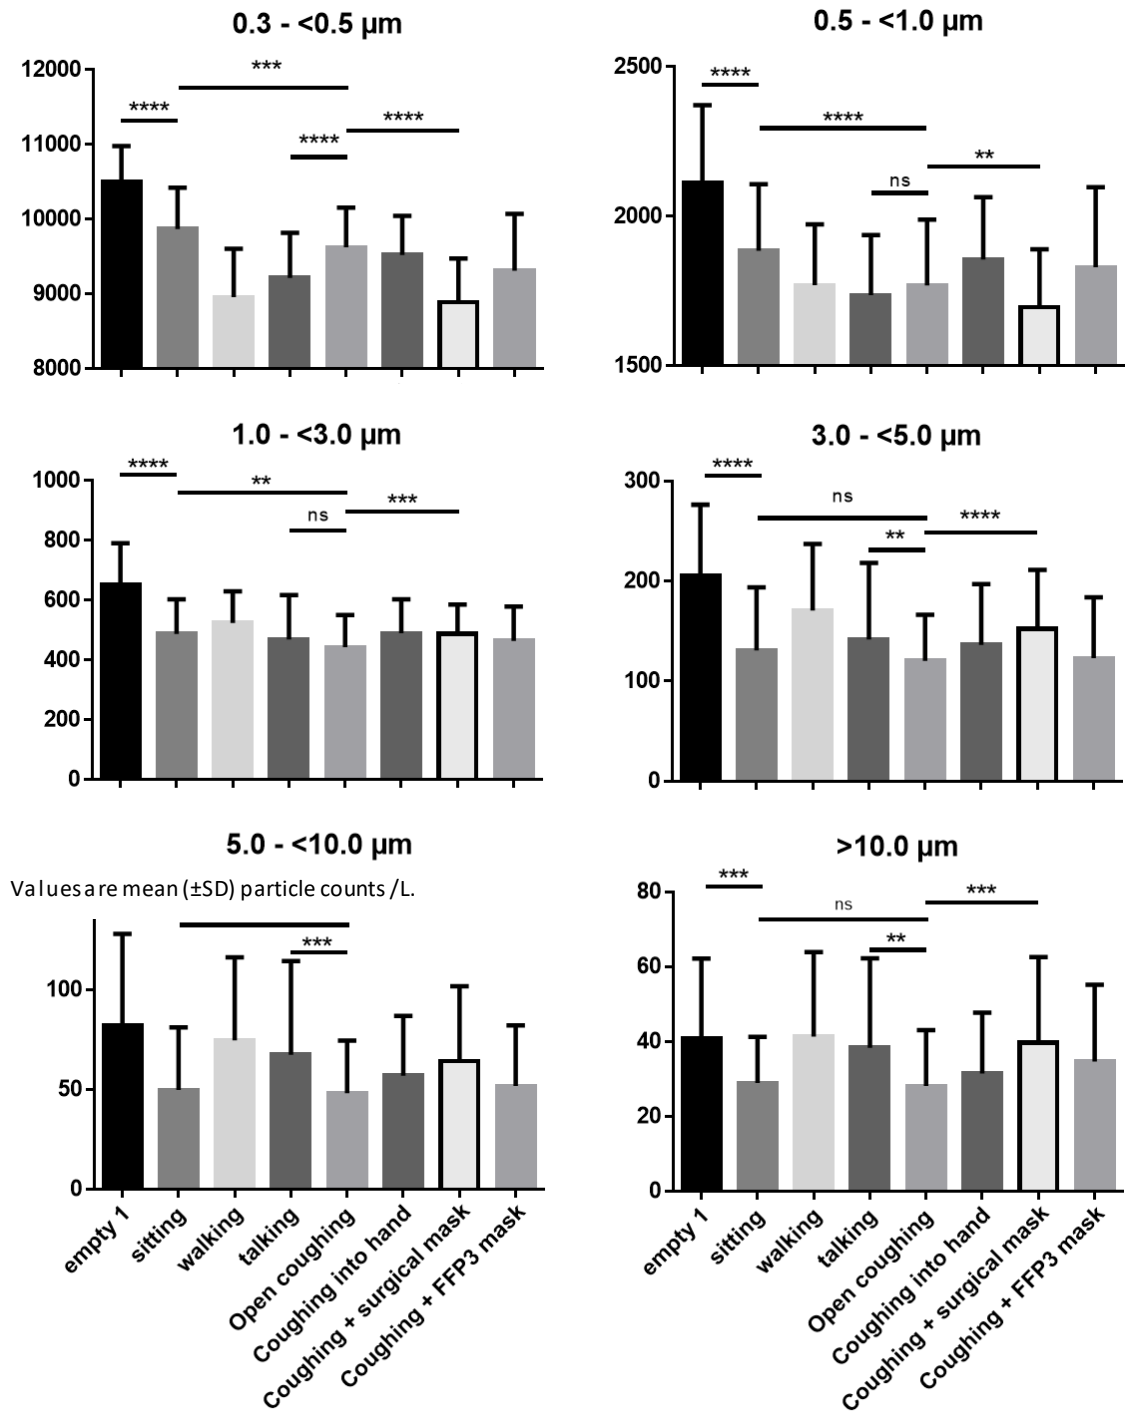 0.3 - <0.5 µm
12000
11000
10000
9000
8000
****
***
****
****
0.5 - <1.0 µm
2500
2000
1500
****
****
ns
**
1.0 - <3.0 µm
1000
800
600
400
200
0
****
**
ns
***
3.0 - <5.0 µm
300
200
100
0
****
ns
**
****
5.0 - <10.0 µm
Values are mean (±SD) particle counts /L.
100
50
0
***
empty 1
sitting
walking
talking
Open coughing
Coughing into hand
Coughing + surgical mask
Coughing + FFP3 mask
>10.0 µm
80
60
40
20
0
***
ns
**
***
empty 1
sitting
walking
talking
Open coughing
Coughing into hand
Coughing + surgical mask
Coughing + FFP3 mask